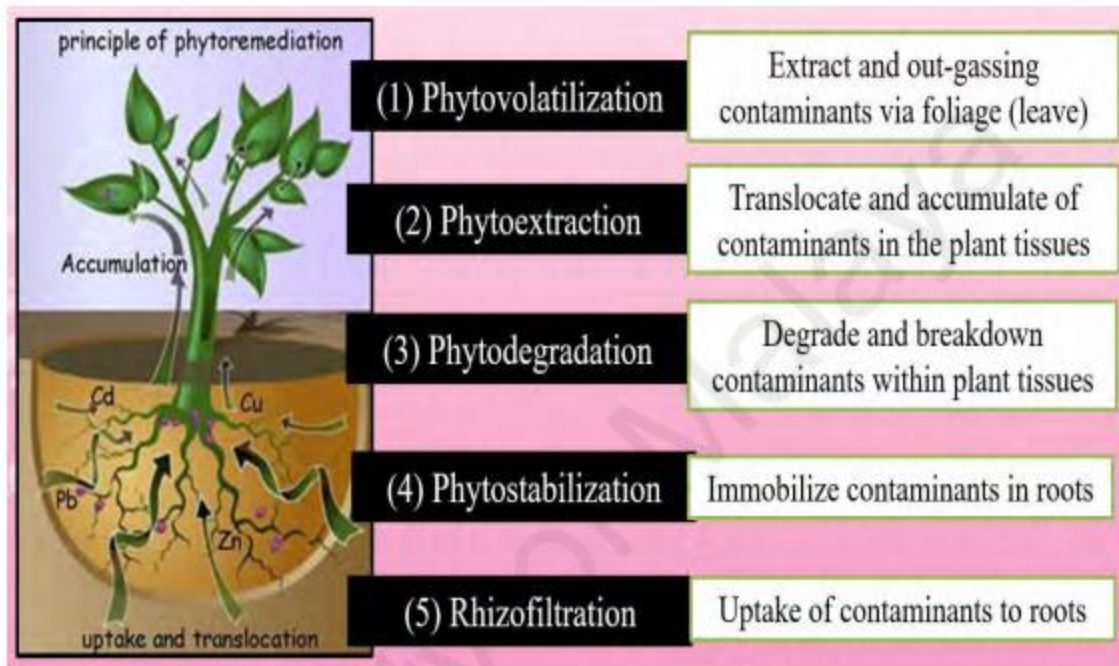 principle of phytoremediation
Accumulation
Cd
Cu
Pb
Zn
uptake and translocation
(1) Phytovolatilization
Extract and out-gassing
contaminants via foliage (leave)
(2) Phytoextraction
Translocate and accumulate of
contaminants in the plant tissues
(3) Phytodegradation
Degrade and breakdown
contaminants within plant tissues
(4) Phytostabilization
Immobilize contaminants in roots
(5) Rhizofiltration
Uptake of contaminants to roots
Malaya